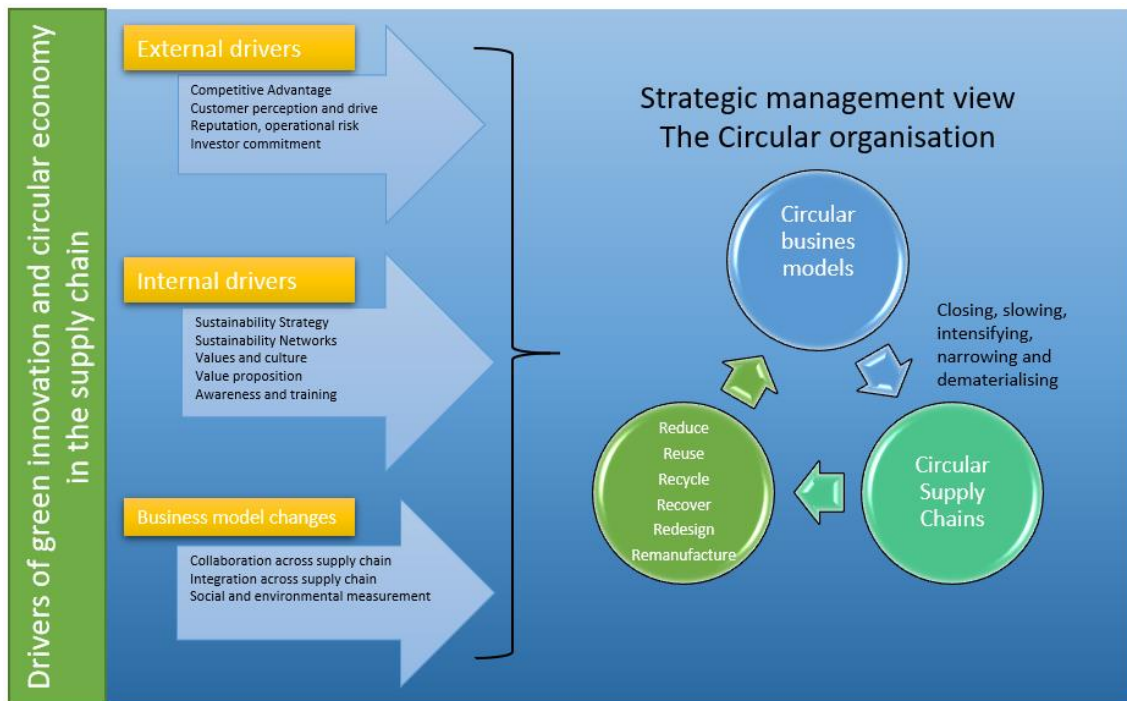 Drivers of green innovation and circular economy
in the supply chain
External drivers
Competitive Advantage
Customer perception and drive
Reputation, operational risk
Investor commitment
Internal drivers
Sustainability Strategy
Sustainability Networks
Values and culture
Value proposition
Awareness and training
Business model changes
Collaboration across supply chain
Integration across supply chain
Social and environmental measurement
Strategic management view
The Circular organisation
Circular
busines
models
Closing, slowing,
intensifying,
narrowing and
dematerialising
Circular
Supply
Chains
Reduce
Reuse
Recycle
Recover
Redesign
Remanufacture